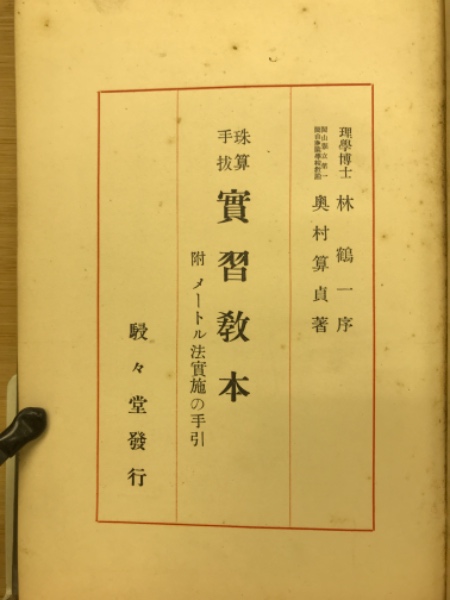 理學博士 林鶴一序
奥村算貞著
珠算
手抜
實習教本
附 メートル法實施の手引
駸々堂發行